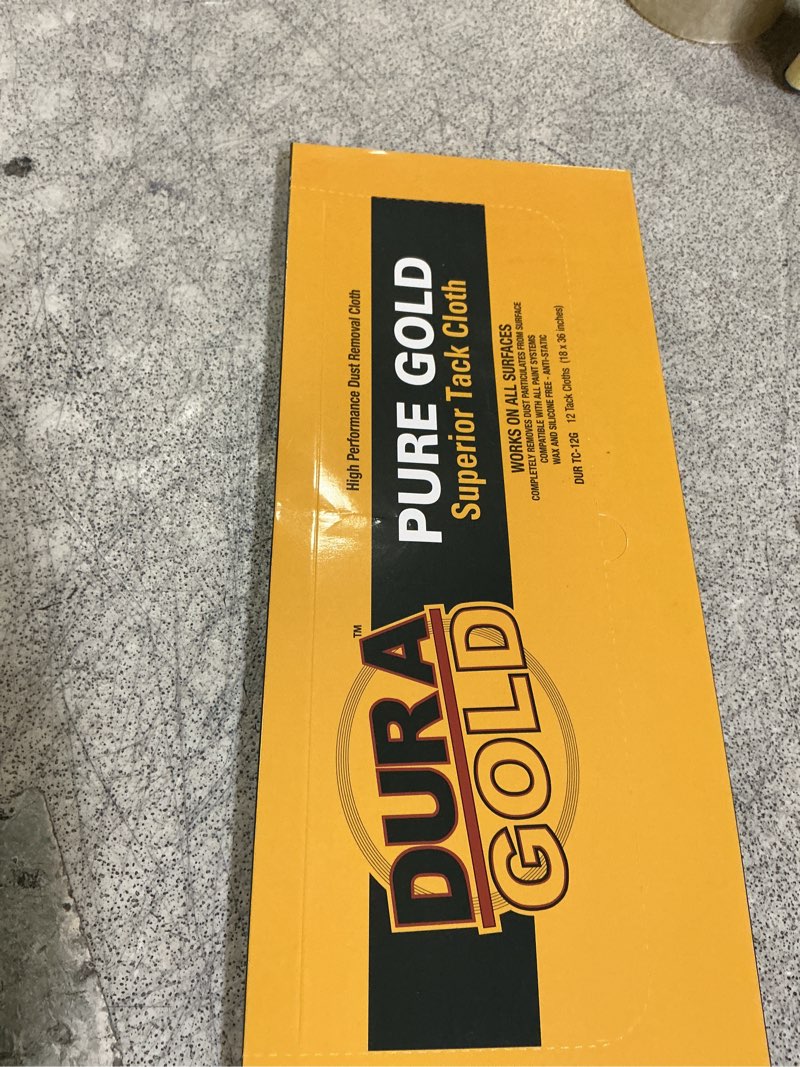 High Performance Dust Removal Cloth
DURA™
GOLD
PURE GOLD
Superior Tack Cloth
WORKS ON ALL SURFACES
COMPLETELY REMOVES DUST PARTICULATES FROM SURFACE
COMPATIBLE WITH ALL PAINT SYSTEMS
WAX AND SILICONE FREE - ANTI-STATIC
DUR TC-12G 12 Tack Cloths (18 x 36 inches)